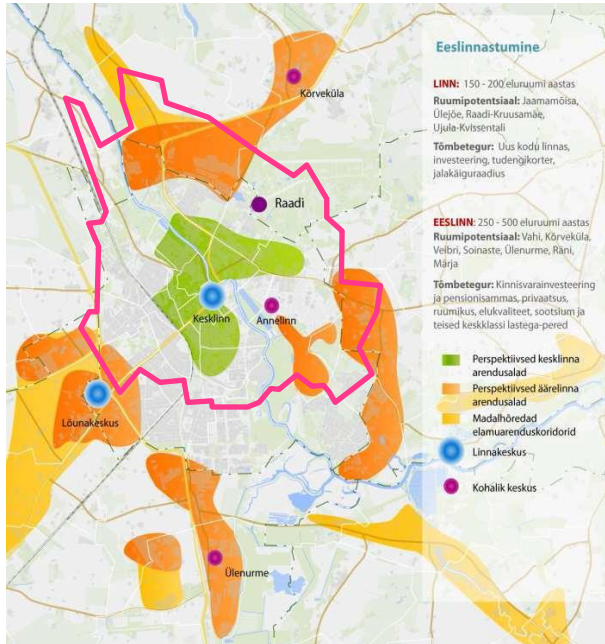 Eeslinnastumine
LINN: 150 - 200 eluruumi aastas
Ruumipotentsiaal: Jaamamõisa,
Ülejõe, Raadi-Kruusamäe,
Ujula-Kvissentali
Tõmbetegur: Uus kodu linnas,
investeering, tudengikorter,
jalakäiguraadius
EESLINN: 250 - 500 eluruumi aastas
Ruumipotentsiaal: Vahi, Kõrveküla,
Veibri, Soinaste, Ülenurme, Räni,
Märja
Tõmbetegur: Kinnisvarainvesteering
ja pensionisammas, privaatsus,
ruumikus, elukvaliteet, sootsium ja
teised keskklassi lastega-pered
Perspektiivsed kesklinna
arendusalad
Perspektiivsed äärelinna
arendusalad
Madalhõredad
elamuarenduskoridorid
Linnakeskus
Kohalik keskus
Kõrveküla
Raadi
Kesklinn
Annelinn
Lõunakeskus
Ülenurme